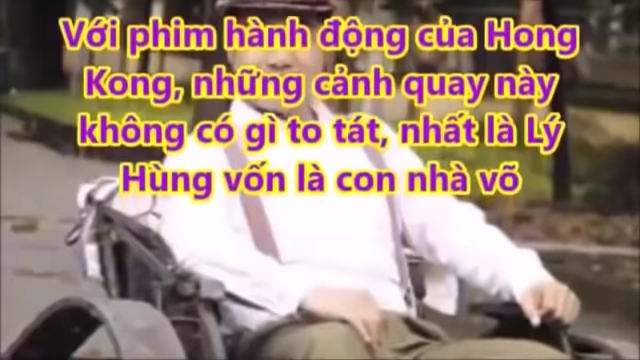 Với phim hành động của Hong
Kong, những cảnh quay này
không có gì to tát, nhất là Lý
Hùng vốn là con nhà võ